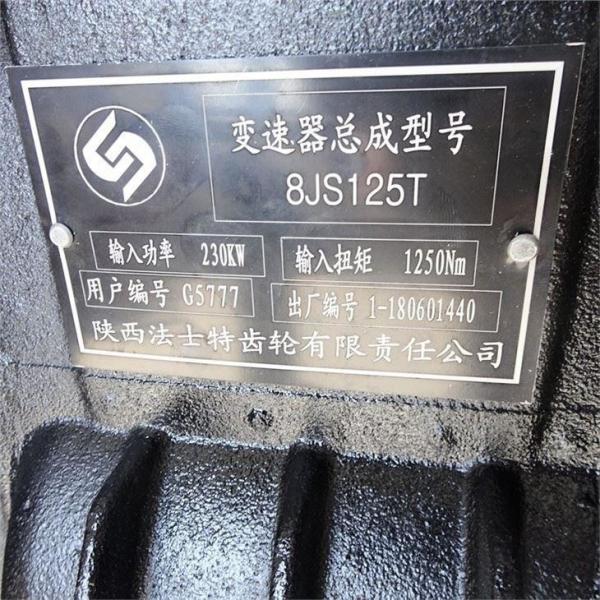 变速器总成型号
8JS125T
输入功率 230KW 输入扭矩 1250Nm
用户编号 G5777 出厂编号 1-180601440
陕西法士特齿轮有限责任公司